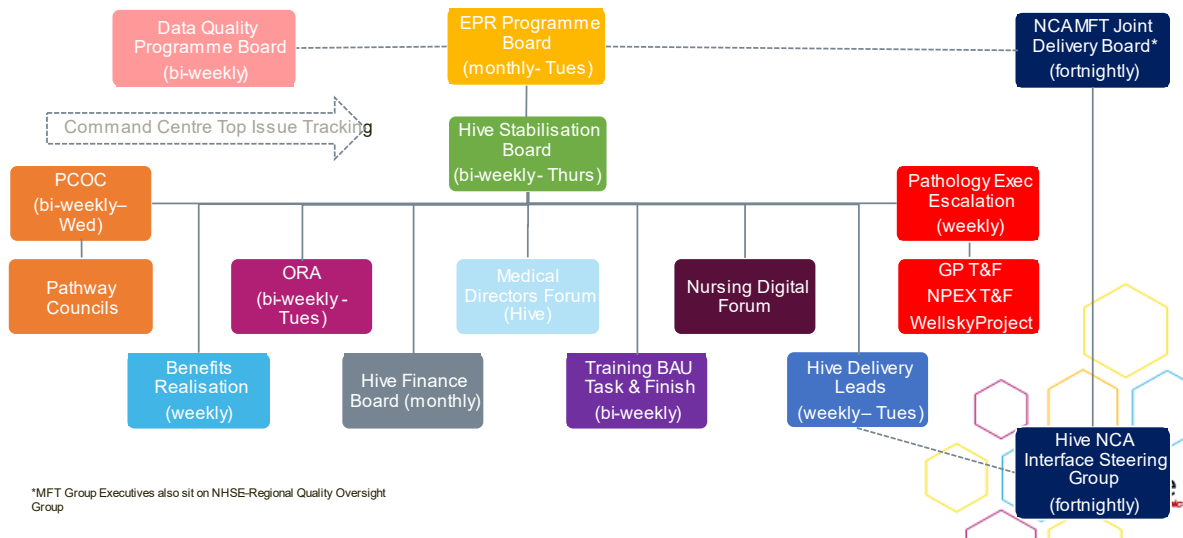 Data Quality
Programme Board
(bi-weekly)
EPR Programme
Board
(monthly- Tues)
NCAMFT Joint
Delivery Board*
(fortnightly)
Command Centre Top Issue Tracking
Hive Stabilisation
Board
(bi-weekly- Thurs)
PCOC
(bi-weekly–
Wed)
Pathology Exec
Escalation
(weekly)
Pathway
Councils
ORA
(bi-weekly -
Tues)
Medical
Directors Forum
(Hive)
Nursing Digital
Forum
GP T&F
NPEX T&F
WellskyProject
Benefits
Realisation
(weekly)
Hive Finance
Board (monthly)
Training BAU
Task & Finish
(bi-weekly)
Hive Delivery
Leads
(weekly– Tues)
Hive NCA
Interface Steering
Group
(fortnightly)
*MFT Group Executives also sit on NHSE-Regional Quality Oversight
Group